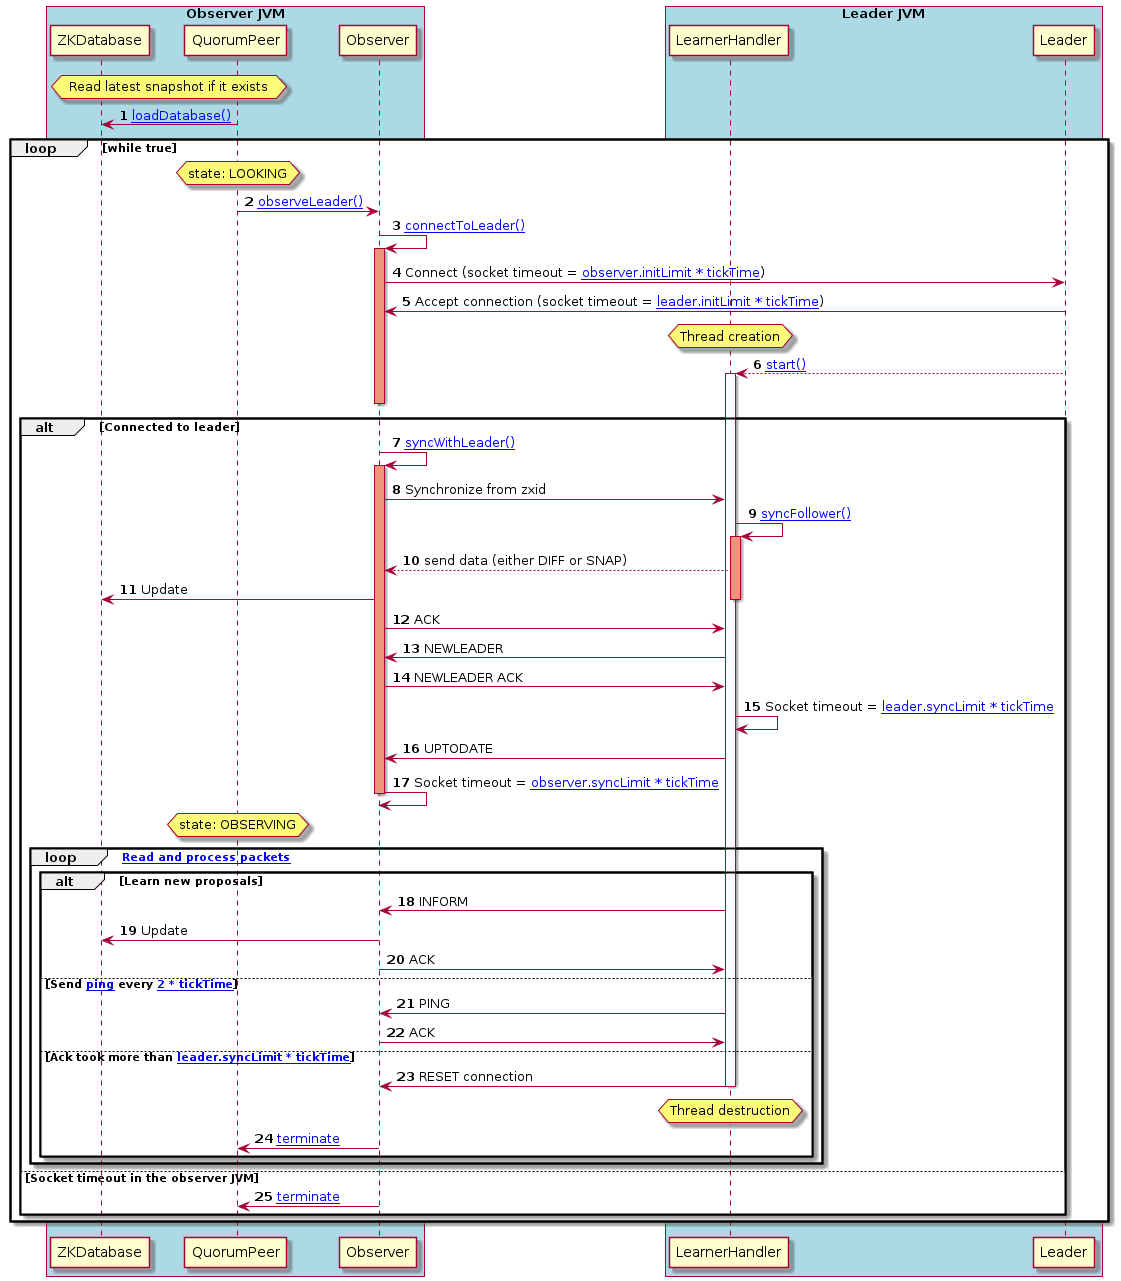 Observer JVM
Leader JVM
ZKDatabase
QuorumPeer
Observer
LearnerHandler
Leader
Read latest snapshot if it exists
1 loadDatabase()
loop [while true]
state: LOOKING
2 observeLeader()
3 connectToLeader()
4 Connect (socket timeout = observer.initLimit * tickTime)
5 Accept connection (socket timeout = leader.initLimit * tickTime)
Thread creation
6 start()
alt [Connected to leader]
7 syncWithLeader()
8 Synchronize from zxid
9 syncFollower()
10 send data (either DIFF or SNAP)
11 Update
12 ACK
13 NEWLEADER
14 NEWLEADER ACK
15 Socket timeout = leader.syncLimit * tickTime
16 UPTODATE
17 Socket timeout = observer.syncLimit * tickTime
state: OBSERVING
loop Read and process packets
alt [Learn new proposals]
18 INFORM
19 Update
20 ACK
[Send ping every 2 * tickTime]
21 PING
22 ACK
[Ack took more than leader.syncLimit * tickTime]
23 RESET connection
Thread destruction
24 terminate
[Socket timeout in the observer JVM]
25 terminate
ZKDatabase
QuorumPeer
Observer
LearnerHandler
Leader